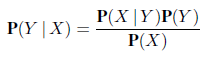 P(Y | X) = P(X | Y)P(Y) / P(X)